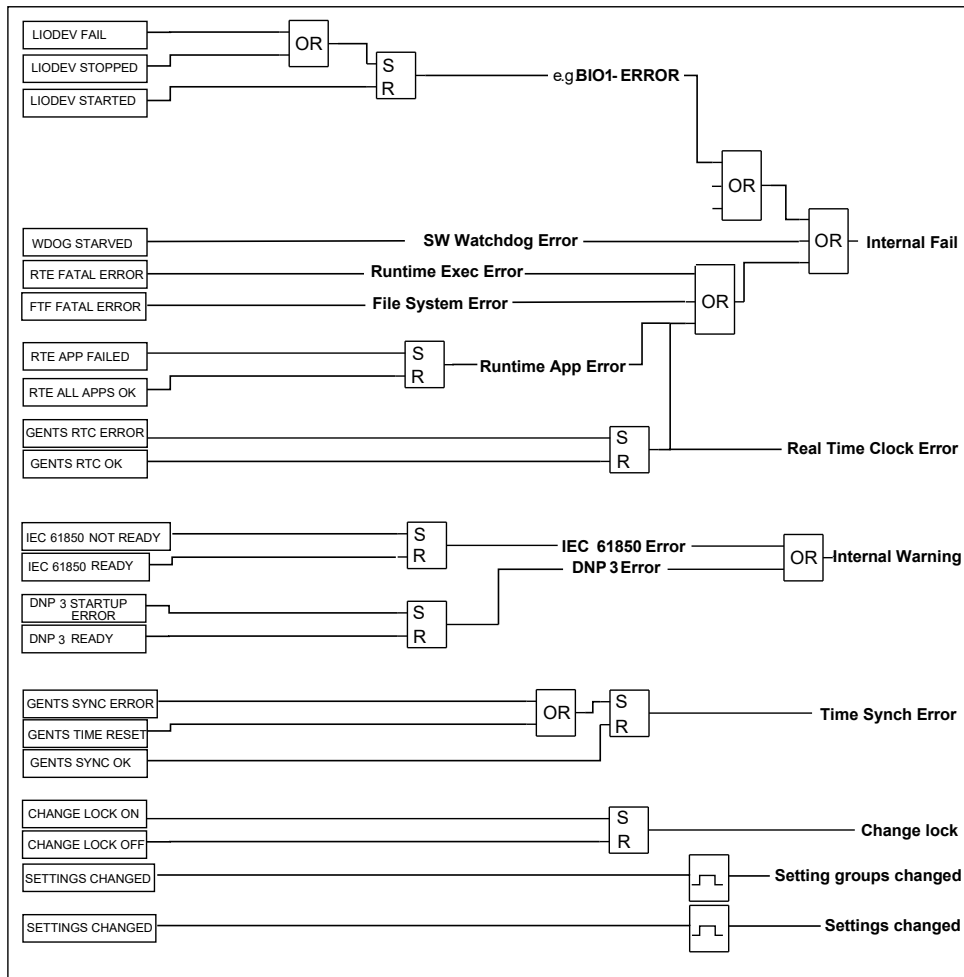 LIODEV FAIL
OR
LIODEV STOPPED
S
R
e.g BIO1- ERROR
LIODEV STARTED
OR
WDOG STARVED
SW Watchdog Error
OR
Internal Fail
RTE FATAL ERROR
Runtime Exec Error
FTF FATAL ERROR
File System Error
OR
RTE APP FAILED
S
R
Runtime App Error
RTE ALL APPS OK
GENTS RTC ERROR
S
R
Real Time Clock Error
GENTS RTC OK
IEC 61850 NOT READY
S
R
IEC 61850 Error
OR
Internal Warning
IEC 61850 READY
DNP 3 Error
DNP 3 STARTUP
ERROR
S
R
DNP 3 READY
GENTS SYNC ERROR
OR
S
R
Time Synch Error
GENTS TIME RESET
GENTS SYNC OK
CHANGE LOCK ON
S
R
Change lock
CHANGE LOCK OFF
SETTINGS CHANGED
Setting groups changed
SETTINGS CHANGED
Settings changed